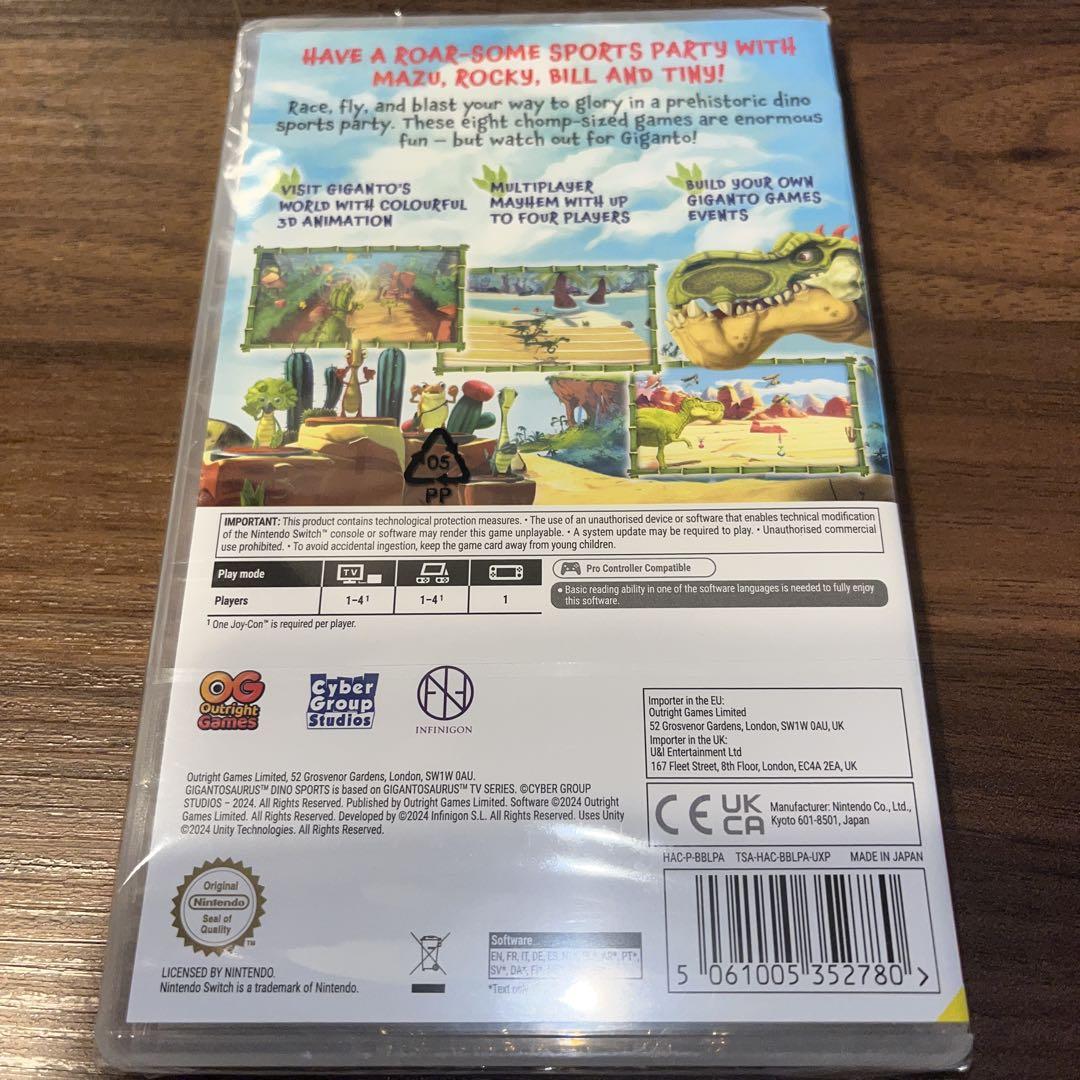 HAVE A ROAR-SOME SPORTS PARTY WITH
MAZU, ROCKY, BILL AND TINY!
Race, fly, and blast your way to glory in a prehistoric dino
sports party. These eight chomp-sized games are enormous
fun – but watch out for Giganto!
VISIT GIGANTO'S
WORLD WITH COLOURFUL
3D ANIMATION
MULTIPLAYER
MAYHEM WITH UP
TO FOUR PLAYERS
BUILD YOUR OWN
GIGANTO GAMES
EVENTS
05
PP
IMPORTANT: This product contains technological protection measures. • The use of an unauthorised device or software that enables technical modification
of the Nintendo Switch™ console or software may render this game unplayable. • A system update may be required to play. • Unauthorised commercial
use prohibited. • To avoid accidental ingestion, keep the game card away from young children.
Play mode TV
Players 1-4¹ 1-4¹ 1
¹ One Joy-Con™ is required per player.
Pro Controller Compatible
• Basic reading ability in one of the software languages is needed to fully enjoy
this software.
OG
Outright
Games
Cyber
Group
Studios
INFINIGON
Importer in the EU:
Outright Games Limited
52 Grosvenor Gardens, London, SW1W 0AU, UK
Importer in the UK:
U&I Entertainment Ltd
167 Fleet Street, 8th Floor, London, EC4A 2EA, UK
Outright Games Limited, 52 Grosvenor Gardens, London, SW1W 0AU.
GIGANTOSAURUS™ DINO SPORTS is based on GIGANTOSAURUS™ TV SERIES. ©CYBER GROUP
STUDIOS – 2024. All Rights Reserved. Published by Outright Games Limited. Software ©2024 Outright
Games Limited. All Rights Reserved. Developed by ©2024 Infinigon S.L. All Rights Reserved. Uses Unity
©2024 Unity Technologies. All Rights Reserved.
CE UK
CA
Manufacturer: Nintendo Co., Ltd.,
Kyoto 601-8501, Japan
HAC-P-BBLPA TSA-HAC-BBLPA-UXP MADE IN JAPAN
Original
Nintendo
Seal of
Quality
TM
LICENSED BY NINTENDO.
Nintendo Switch is a trademark of Nintendo.
Software
EN, FR, IT, DE, ES, AR*, PT*,
SV*, DA*,
*Text only
5 061005 352780 >